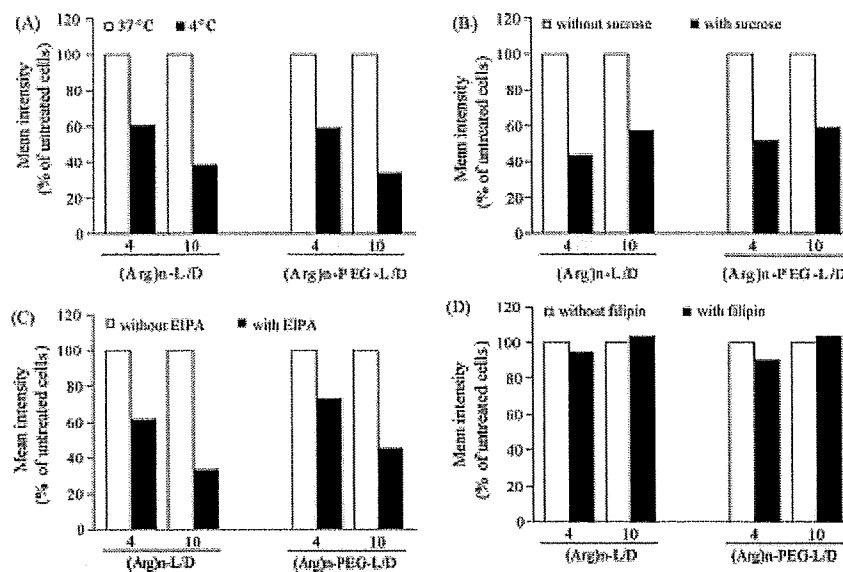 (A)
37°C 4°C
120
100
80
60
40
20
0
Mean intensity
(% of untreated cells)
4 10 4 10
(Arg)n-L/D (Arg)n-PEG-L/D
(B)
without sucrose with sucrose
120
100
80
60
40
20
0
Mean intensity
(% of untreated cells)
4 10 4 10
(Arg)n-L/D (Arg)n-PEG-L/D
(C)
without EIPA with EIPA
120
100
80
60
40
20
0
Mean intensity
(% of untreated cells)
4 10 4 10
(Arg)n-L/D (Arg)n-PEG-L/D
(D)
without filipin with filipin
120
100
80
60
40
20
0
Mean intensity
(% of untreated cells)
4 10 4 10
(Arg)n-L/D (Arg)n-PEG-L/D